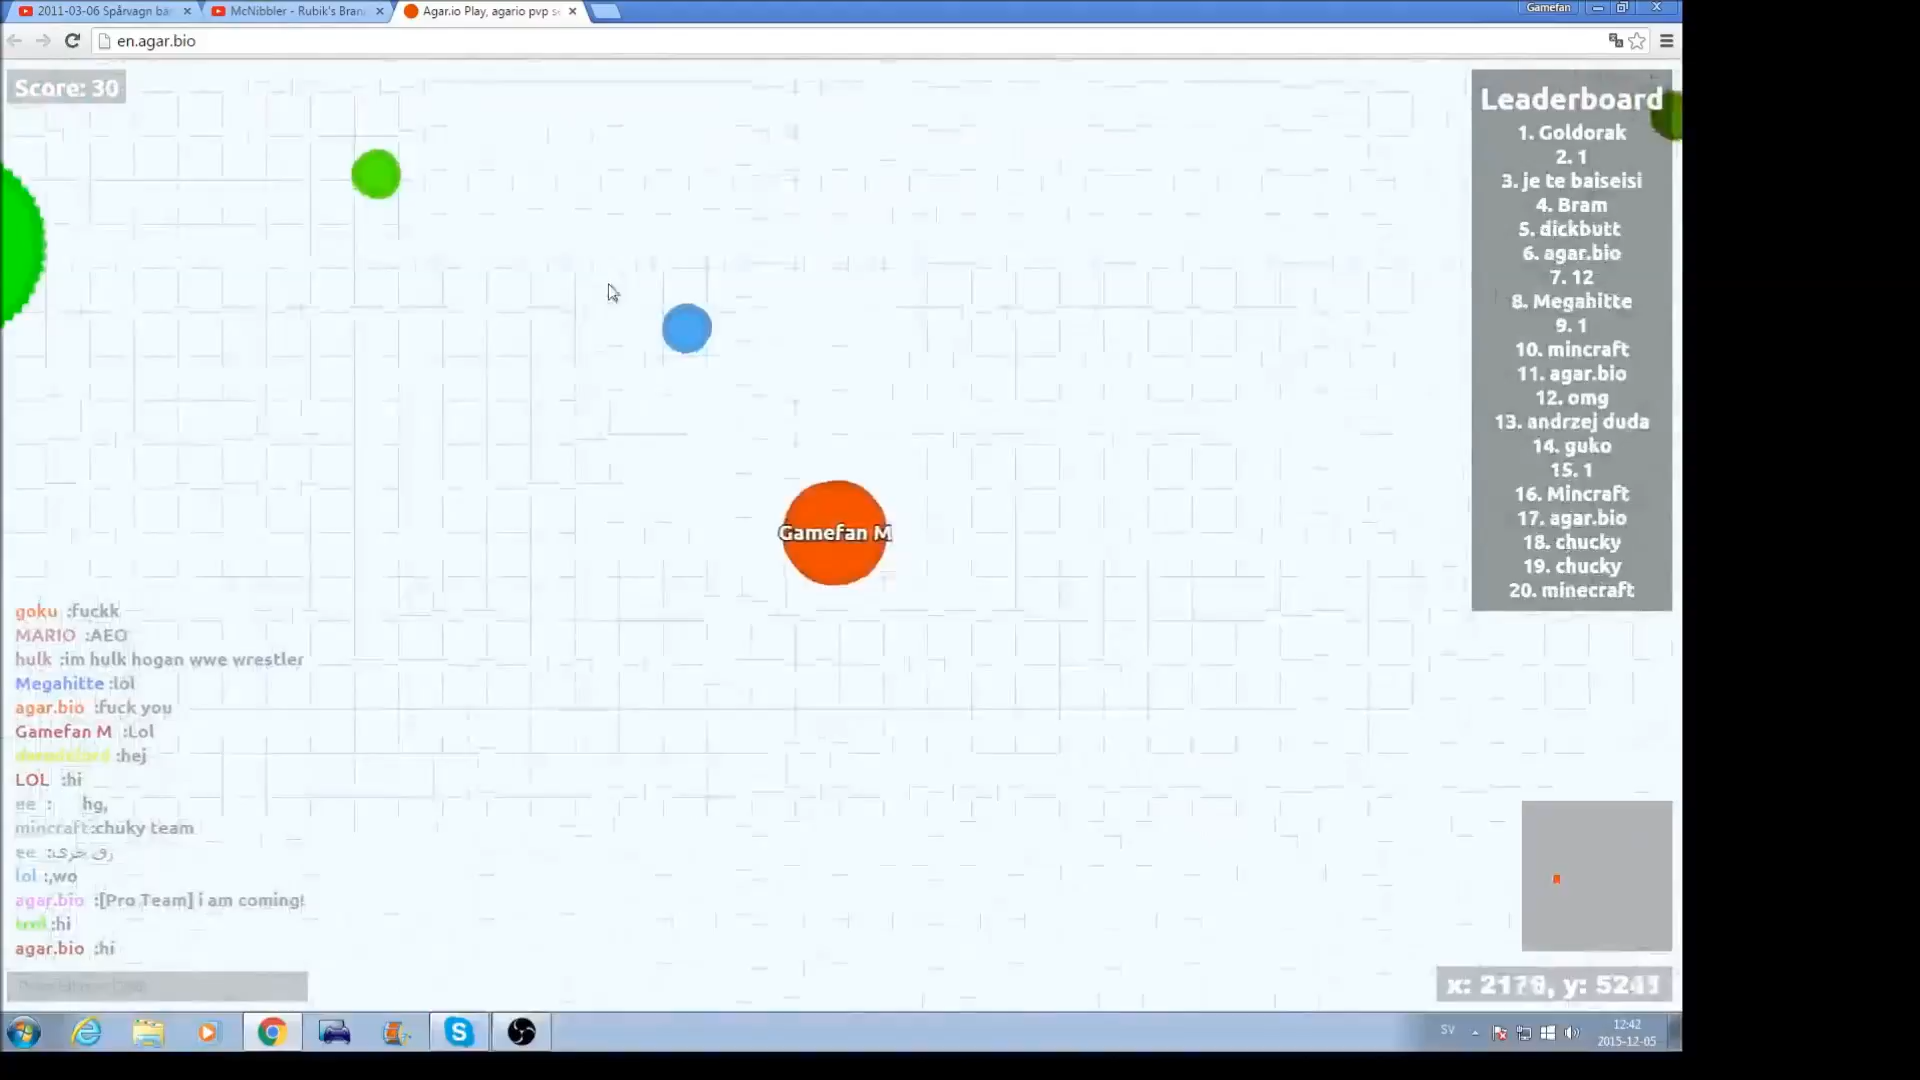 2011-03-06 Spårvagn ba
McNibbler - Rubik's Bran
Agar.io Play, agario pvp s
Gamefan
en.agar.bio
Score: 30
Leaderboard
1. Goldorak
2. 1
3. je te baiseisi
4. Bram
5. dickbutt
6. agar.bio
7. 12
8. Megahitte
9. 1
10. mincraft
11. agar.bio
12. omg
13. andrzej duda
14. guko
15. 1
16. Mincraft
17. agar.bio
18. chucky
19. chucky
20. minecraft
Gamefan M
goku :fuckk
MARIO :AEO
hulk :im hulk hogan wwe wrestler
Megahitte :lol
agar.bio :fuck you
Gamefan M :Lol
:hej
LOL :hi
ee : hg,
mincraft:chuky team
ee :
lol :,wo
agar.bio :[Pro Team] i am coming!
:hi
agar.bio :hi
x: 2170, y:
SV
12:42
2015-12-05